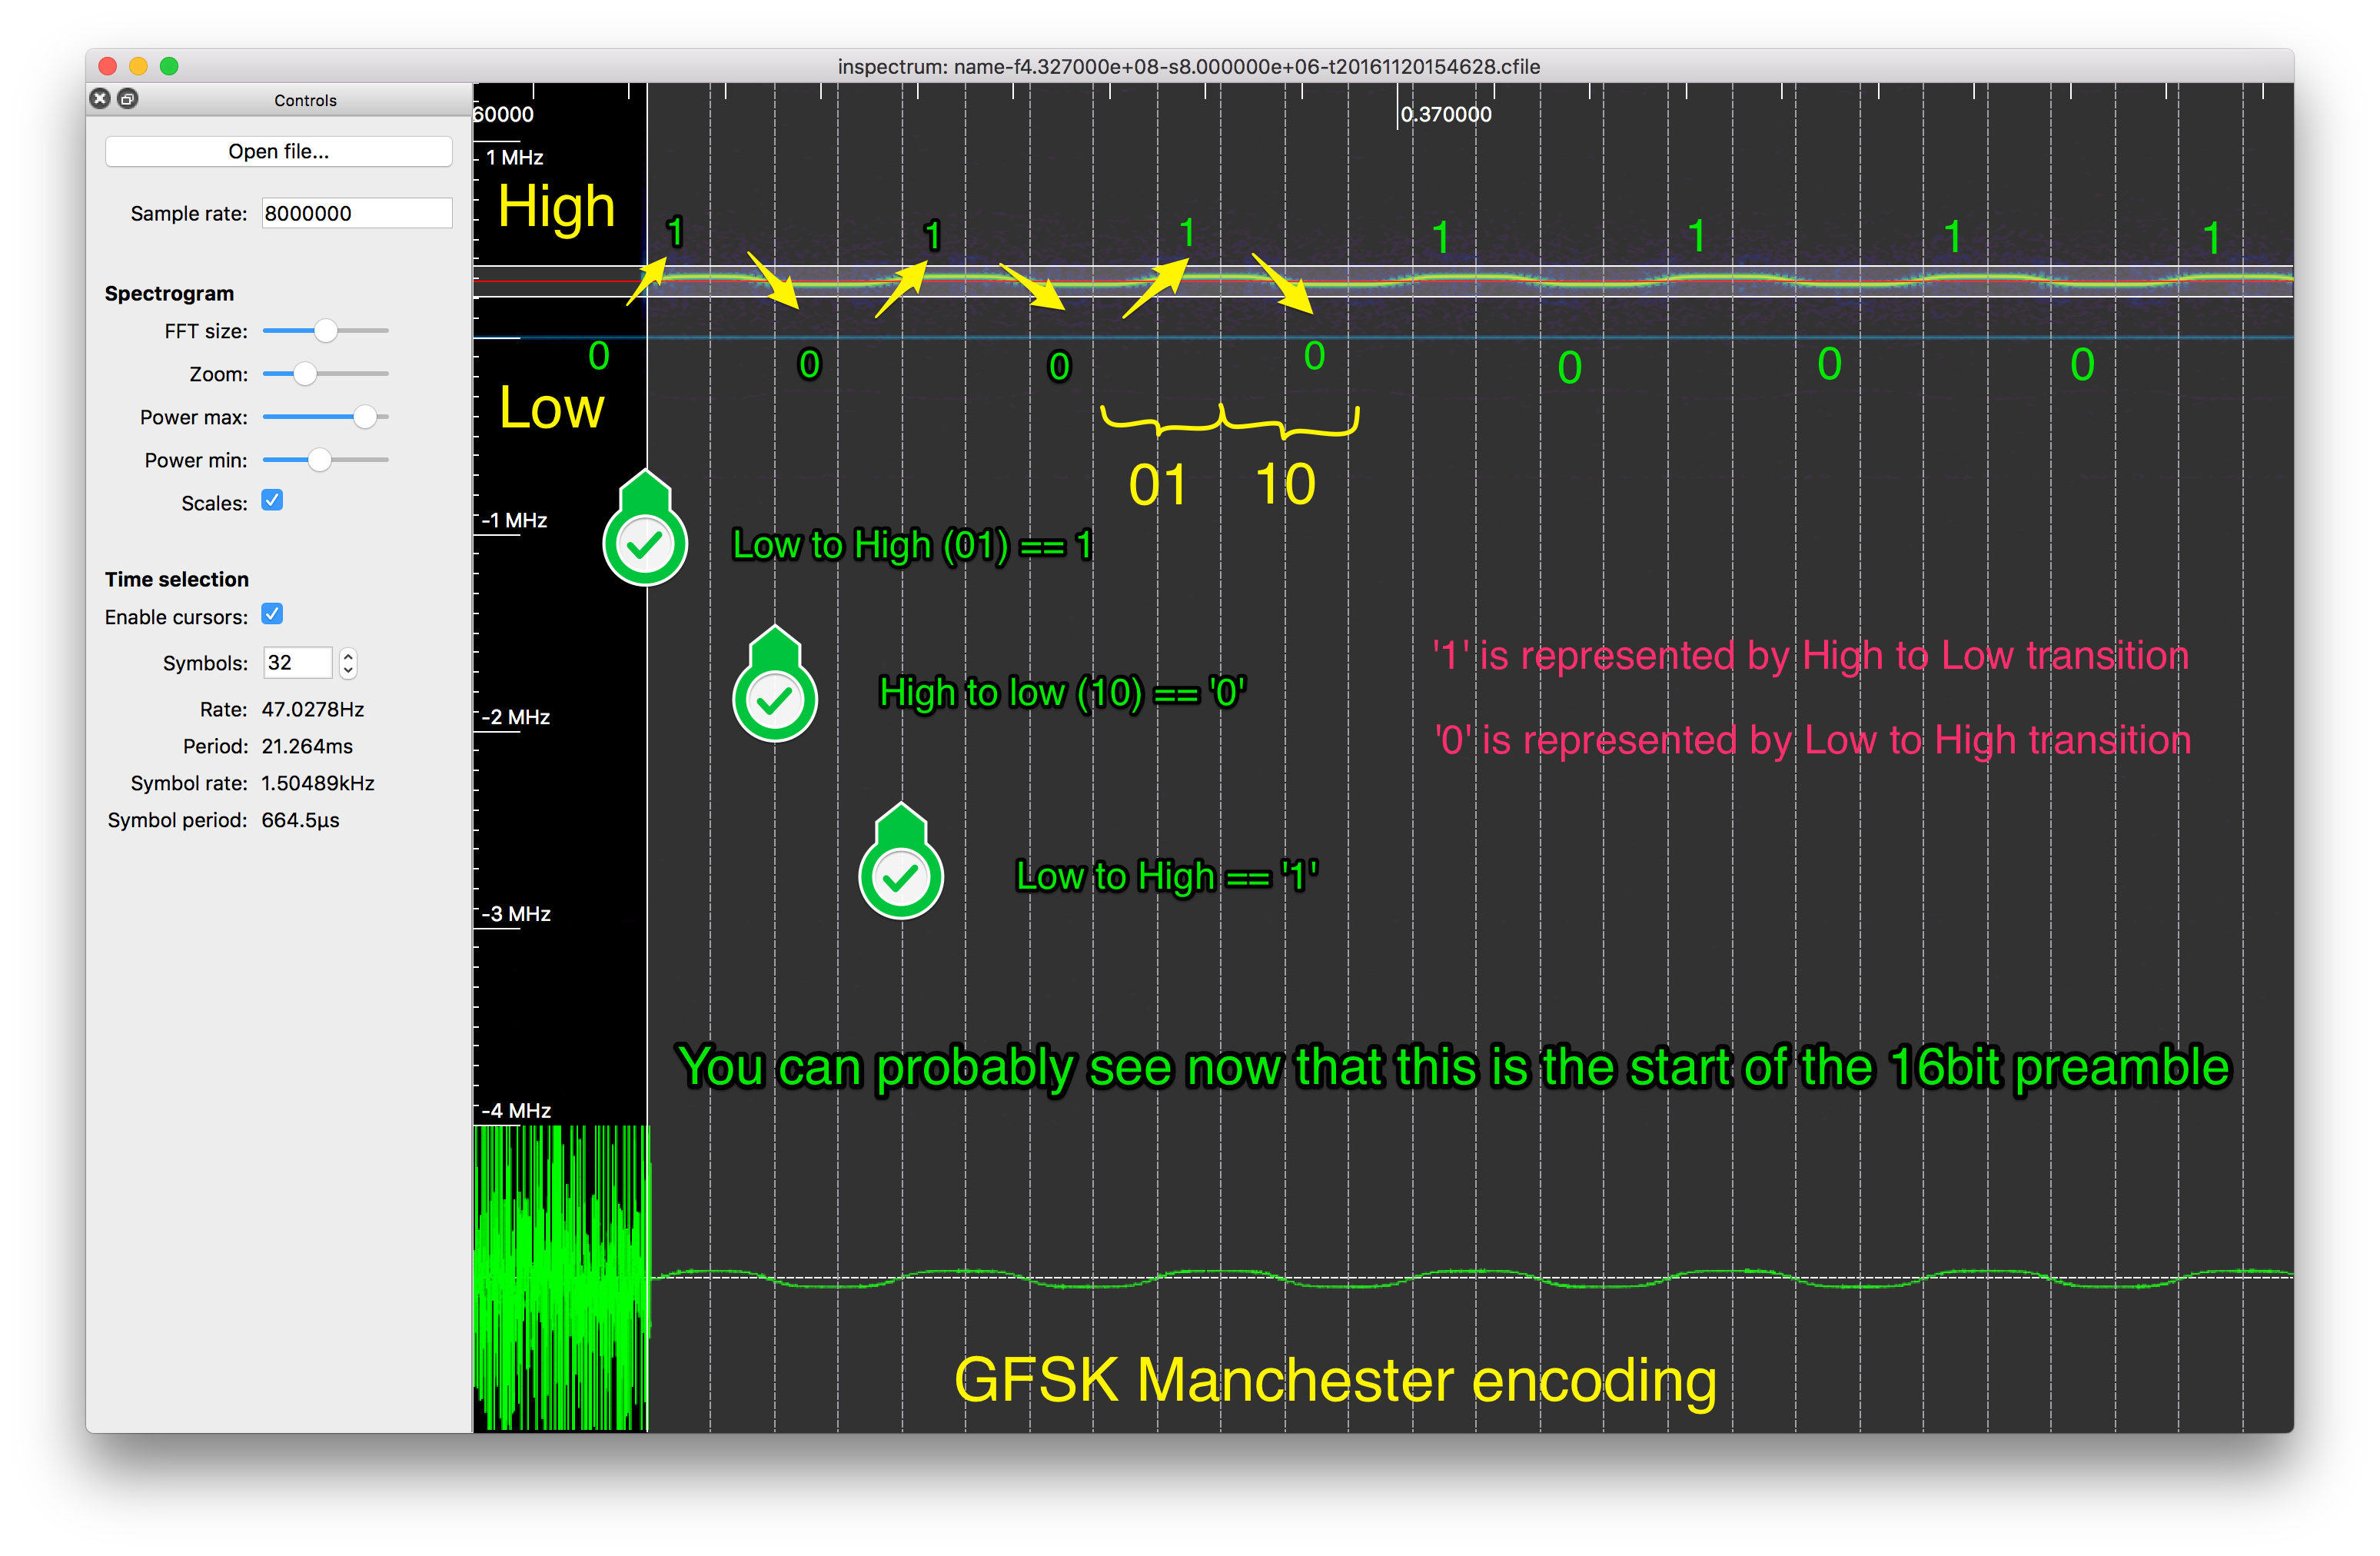 inspectrum: name-f4.327000e+08-s8.000000e+06-t20161120154628.cfile
Controls
Open file...
Sample rate: 8000000
Spectrogram
FFT size:
Zoom:
Power max:
Power min:
Scales:
Time selection
Enable cursors:
Symbols: 32
Rate: 47.0278Hz
Period: 21.264ms
Symbol rate: 1.50489kHz
Symbol period: 664.5µs
60000 0.370000
1 MHz
High
1 1 1 1 1 1 1
0 0 0 0 0 0 0
Low
01 10
-1 MHz
Low to High (01) == 1
'1' is represented by High to Low transition
High to low (10) == '0'
-2 MHz
'0' is represented by Low to High transition
Low to High == '1'
-3 MHz
You can probably see now that this is the start of the 16bit preamble
-4 MHz
GFSK Manchester encoding